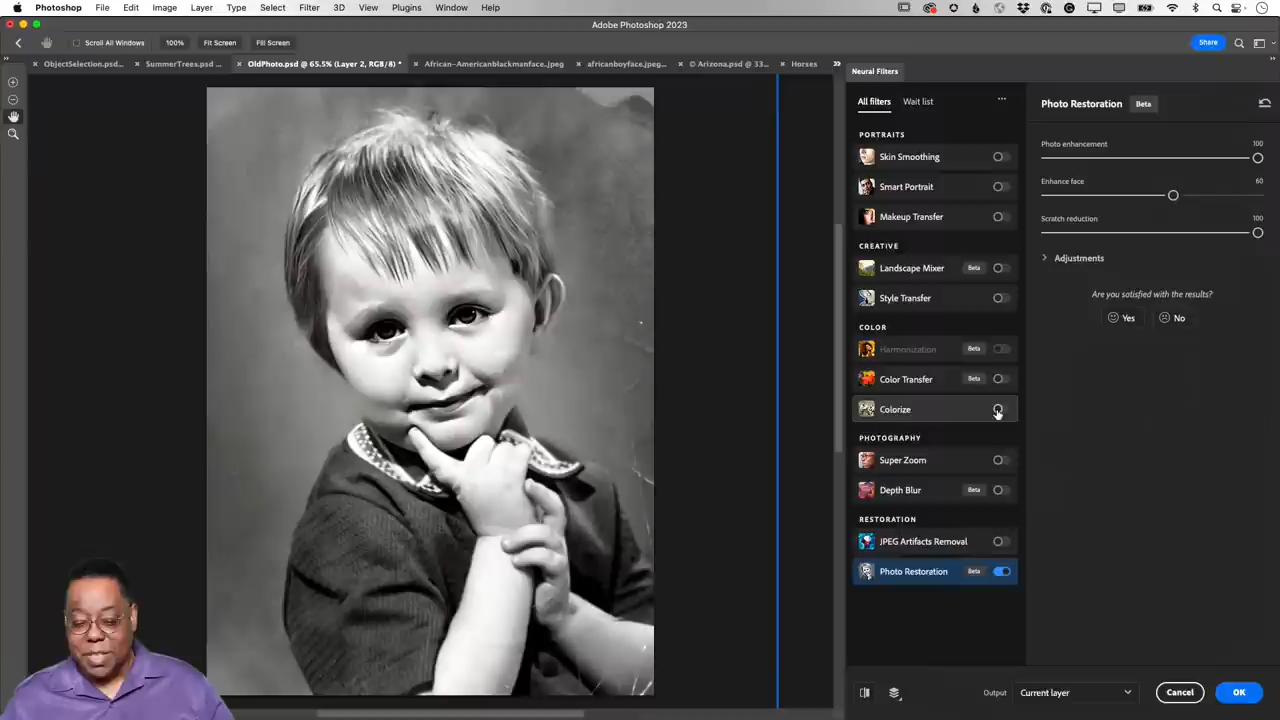 Photoshop File Edit Image Layer Type Select Filter 3D View Plugins Window Help
Adobe Photoshop 2023
Scroll All Windows 100% Fit Screen Fill Screen Share
ObjectSelection.psd... SummerTrees.psd ... OldPhoto.psd @ 65.5% (Layer 2, RGB/8) * African-Americanblackmanface.jpeg africanboyface.jpeg... © Arizona.psd @ 33... Horses
Neural Filters
All filters Wait list
Photo Restoration Beta
PORTRAITS
Photo enhancement 100
Skin Smoothing
Enhance face 60
Smart Portrait
Makeup Transfer
Scratch reduction 100
CREATIVE
Adjustments
Landscape Mixer Beta
Are you satisfied with the results?
Style Transfer
Yes No
COLOR
Harmonization Beta
Color Transfer Beta
Colorize
PHOTOGRAPHY
Super Zoom
Depth Blur Beta
RESTORATION
JPEG Artifacts Removal
Photo Restoration Beta
Output Current layer Cancel OK